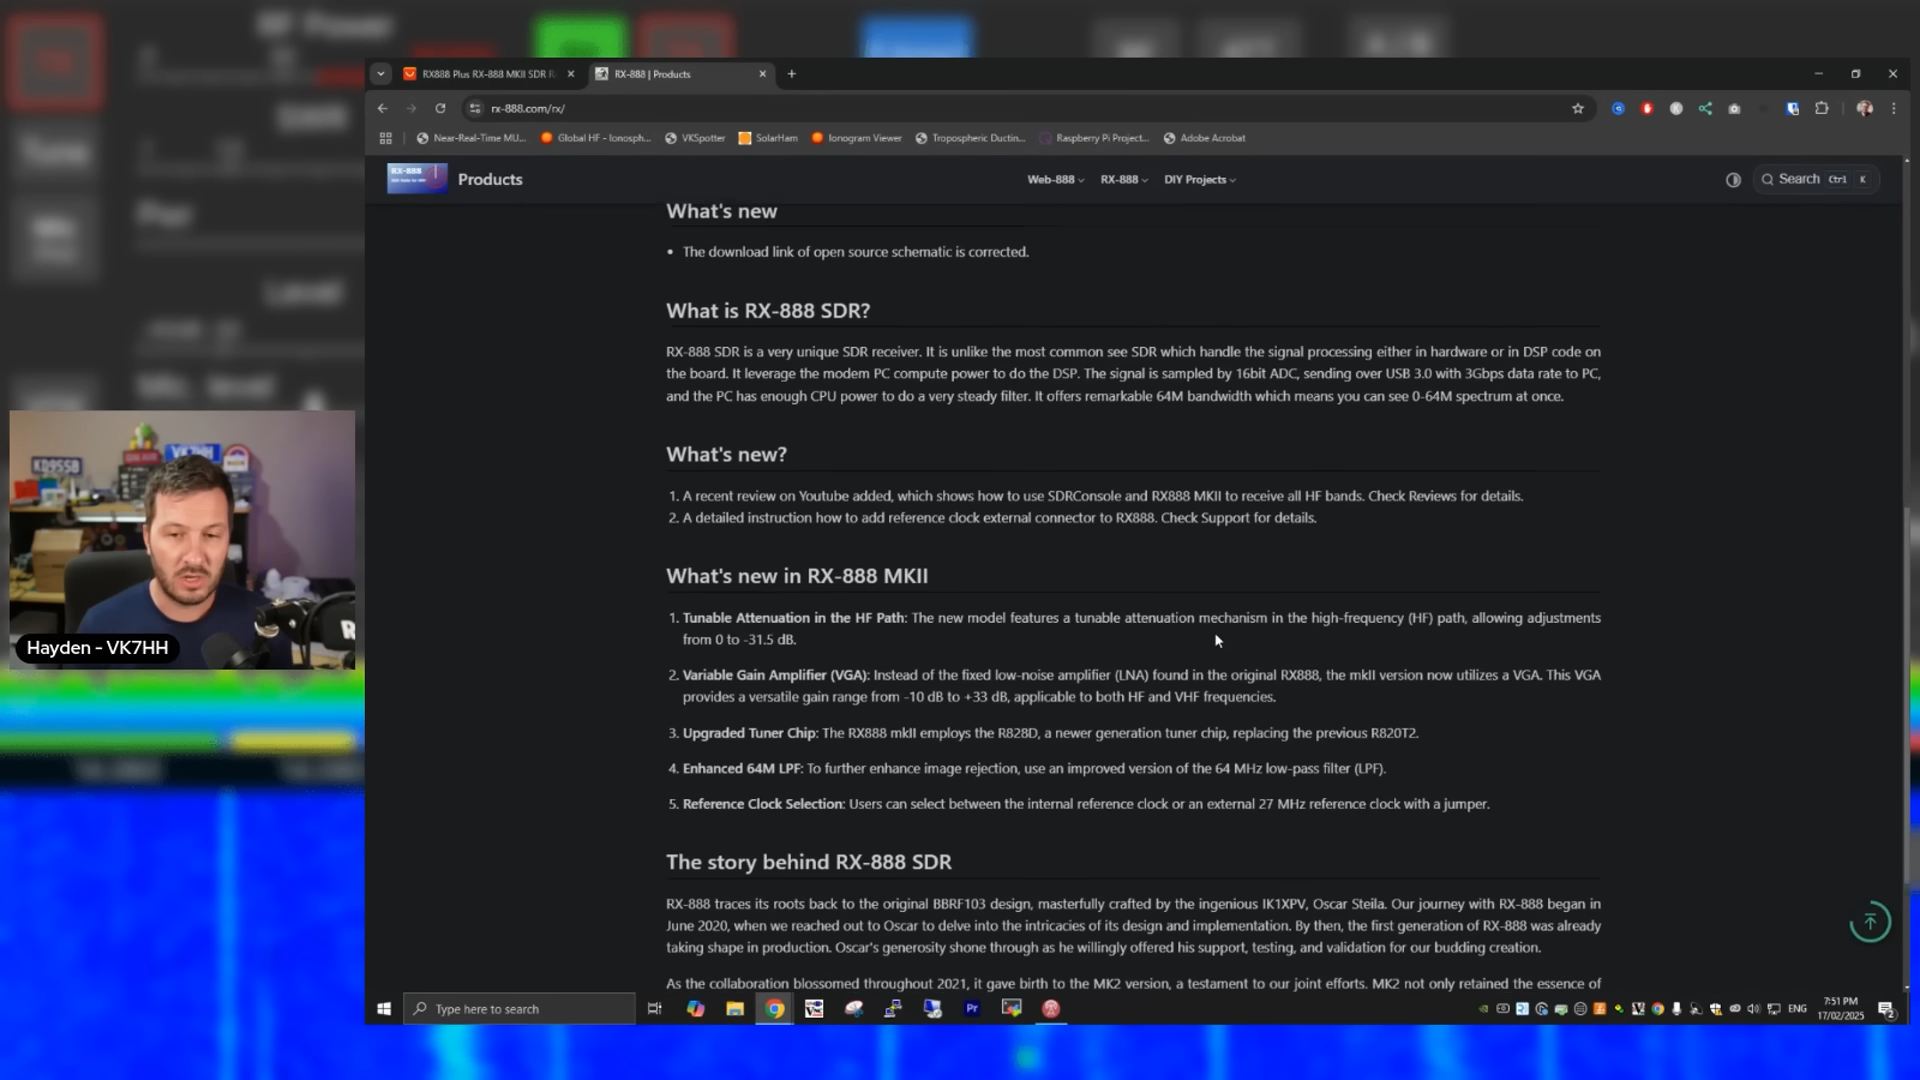 RF Power
SWR
Tune
Pwr
Mic
Level
Mic. level
RX888 Plus RX-888 MKII SDR R
RX-888 | Products
rx-888.com/rx/
Near-Real-Time MU...
Global HF - Ionosph...
VKSpotter
SolarHam
Ionogram Viewer
Tropospheric Ductin...
Raspberry Pi Project...
Adobe Acrobat
RX-888
Products
Web-888
RX-888
DIY Projects
Search Ctrl K
What's new
• The download link of open source schematic is corrected.
What is RX-888 SDR?
RX-888 SDR is a very unique SDR receiver. It is unlike the most common see SDR which handle the signal processing either in hardware or in DSP code on
the board. It leverage the modem PC compute power to do the DSP. The signal is sampled by 16bit ADC, sending over USB 3.0 with 3Gbps data rate to PC,
and the PC has enough CPU power to do a very steady filter. It offers remarkable 64M bandwidth which means you can see 0-64M spectrum at once.
What's new?
1. A recent review on Youtube added, which shows how to use SDRConsole and RX888 MKII to receive all HF bands. Check Reviews for details.
2. A detailed instruction how to add reference clock external connector to RX888. Check Support for details.
What's new in RX-888 MKII
1. Tunable Attenuation in the HF Path: The new model features a tunable attenuation mechanism in the high-frequency (HF) path, allowing adjustments
from 0 to -31.5 dB.
2. Variable Gain Amplifier (VGA): Instead of the fixed low-noise amplifier (LNA) found in the original RX888, the mkII version now utilizes a VGA. This VGA
provides a versatile gain range from -10 dB to +33 dB, applicable to both HF and VHF frequencies.
3. Upgraded Tuner Chip: The RX888 mkII employs the R828D, a newer generation tuner chip, replacing the previous R820T2.
4. Enhanced 64M LPF: To further enhance image rejection, use an improved version of the 64 MHz low-pass filter (LPF).
5. Reference Clock Selection: Users can select between the internal reference clock or an external 27 MHz reference clock with a jumper.
The story behind RX-888 SDR
RX-888 traces its roots back to the original BBRF103 design, masterfully crafted by the ingenious IK1XPV, Oscar Steila. Our journey with RX-888 began in
June 2020, when we reached out to Oscar to delve into the intricacies of its design and implementation. By then, the first generation of RX-888 was already
taking shape in production. Oscar's generosity shone through as he willingly offered his support, testing, and validation for our budding creation.
As the collaboration blossomed throughout 2021, it gave birth to the MK2 version, a testament to our joint efforts. MK2 not only retained the essence of
KD9SSB
VK7HH
Hayden - VK7HH
Type here to search
Pr
ENG
7:51 PM
17/02/2025
2